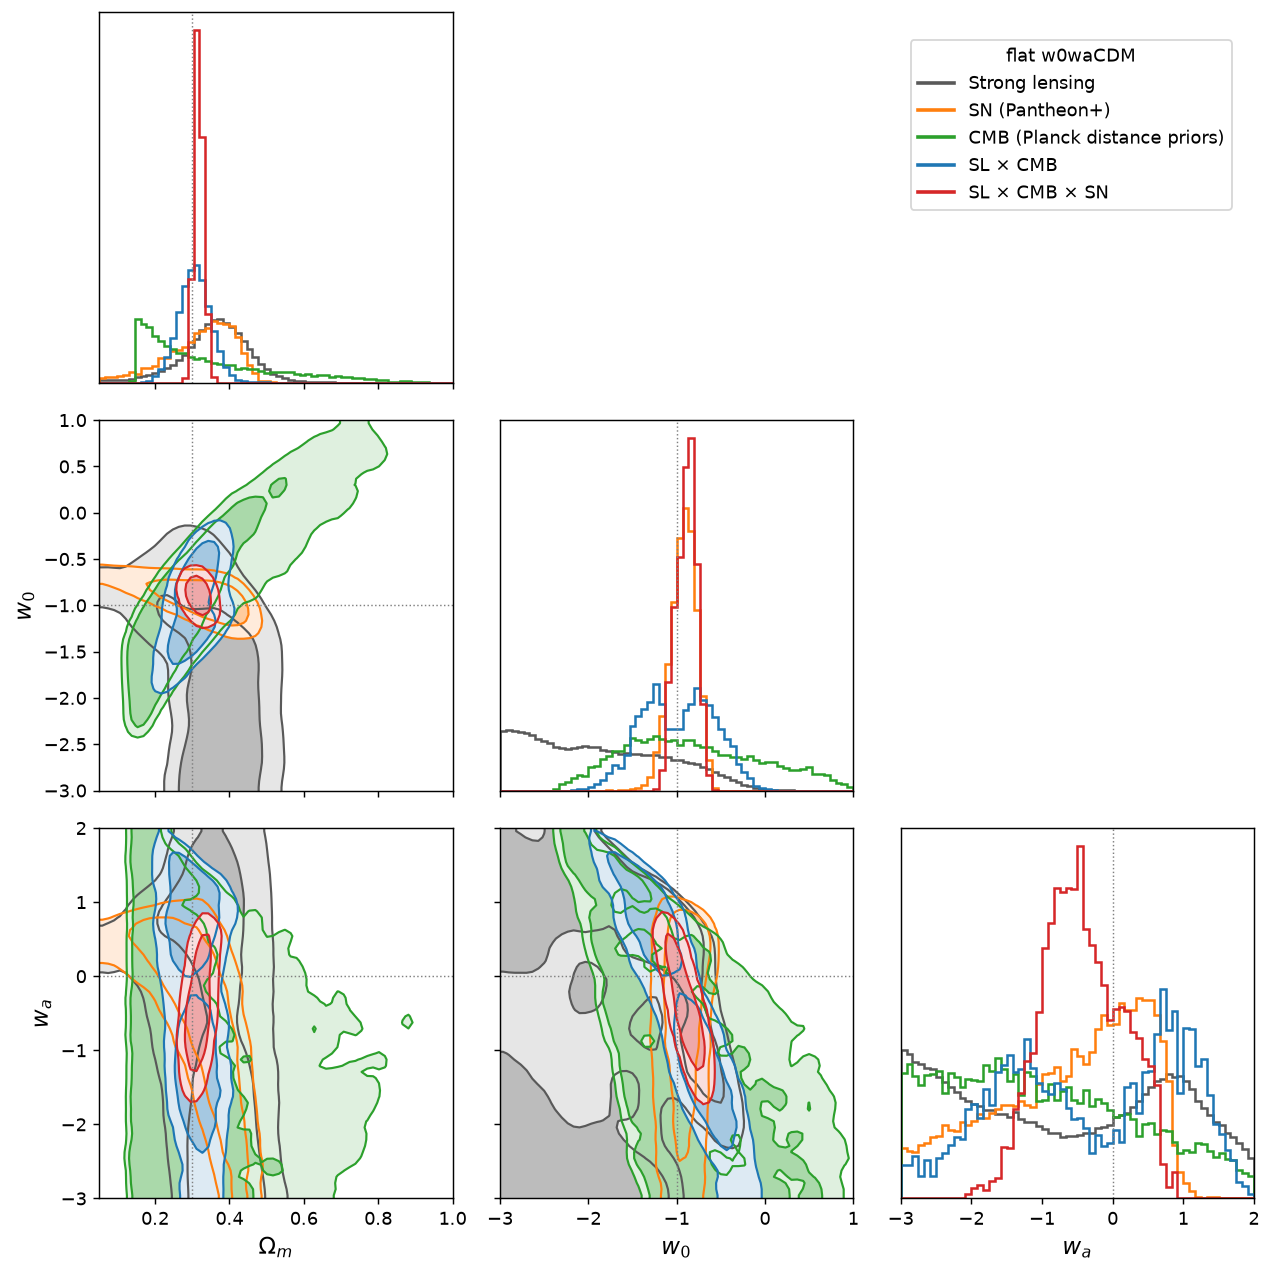 flat w0waCDM
Strong lensing
SN (Pantheon+)
CMB (Planck distance priors)
SL × CMB
SL × CMB × SN
1.0
0.5
0.0
−0.5
−1.0
−1.5
−2.0
−2.5
−3.0
w₀
2
1
0
−1
−2
−3
wₐ
0.2 0.4 0.6 0.8 1.0
Ωₘ
−3 −2 −1 0 1
w₀
−3 −2 −1 0 1 2
wₐ